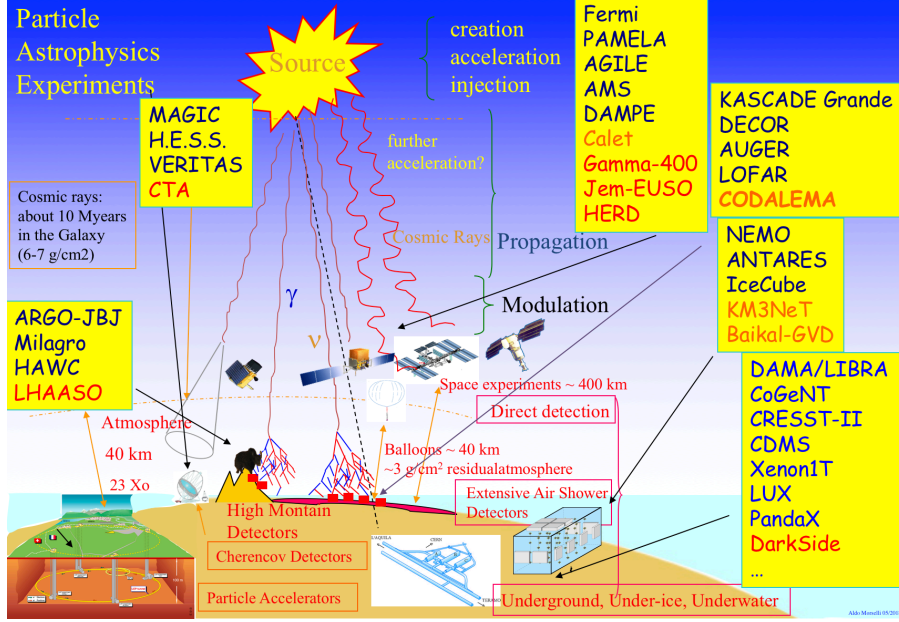 Particle
Astrophysics
Experiments
Source
creation
acceleration
injection
Fermi
PAMELA
AGILE
AMS
DAMPE
Calet
Gamma-400
Jem-EUSO
HERD
KASCADE Grande
DECOR
AUGER
LOFAR
CODALEMA
MAGIC
H.E.S.S.
VERITAS
CTA
further
acceleration?
Cosmic rays:
about 10 Myears
in the Galaxy
(6-7 g/cm2)
Cosmic Rays
Propagation
NEMO
ANTARES
IceCube
KM3NeT
Baikal-GVD
γ
ν
Modulation
ARGO-JBJ
Milagro
HAWC
LHAASO
DAMA/LIBRA
CoGeNT
CRESST-II
CDMS
Xenon1T
LUX
PandaX
DarkSide
...
Space experiments ~ 400 km
Direct detection
Atmosphere
40 km
23 Xo
Balloons ~ 40 km
~3 g/cm² residualatmosphere
Extensive Air Shower
Detectors
High Montain
Detectors
Cherencov Detectors
Particle Accelerators
L'AQUILA
TERAMO
Underground, Under-ice, Underwater